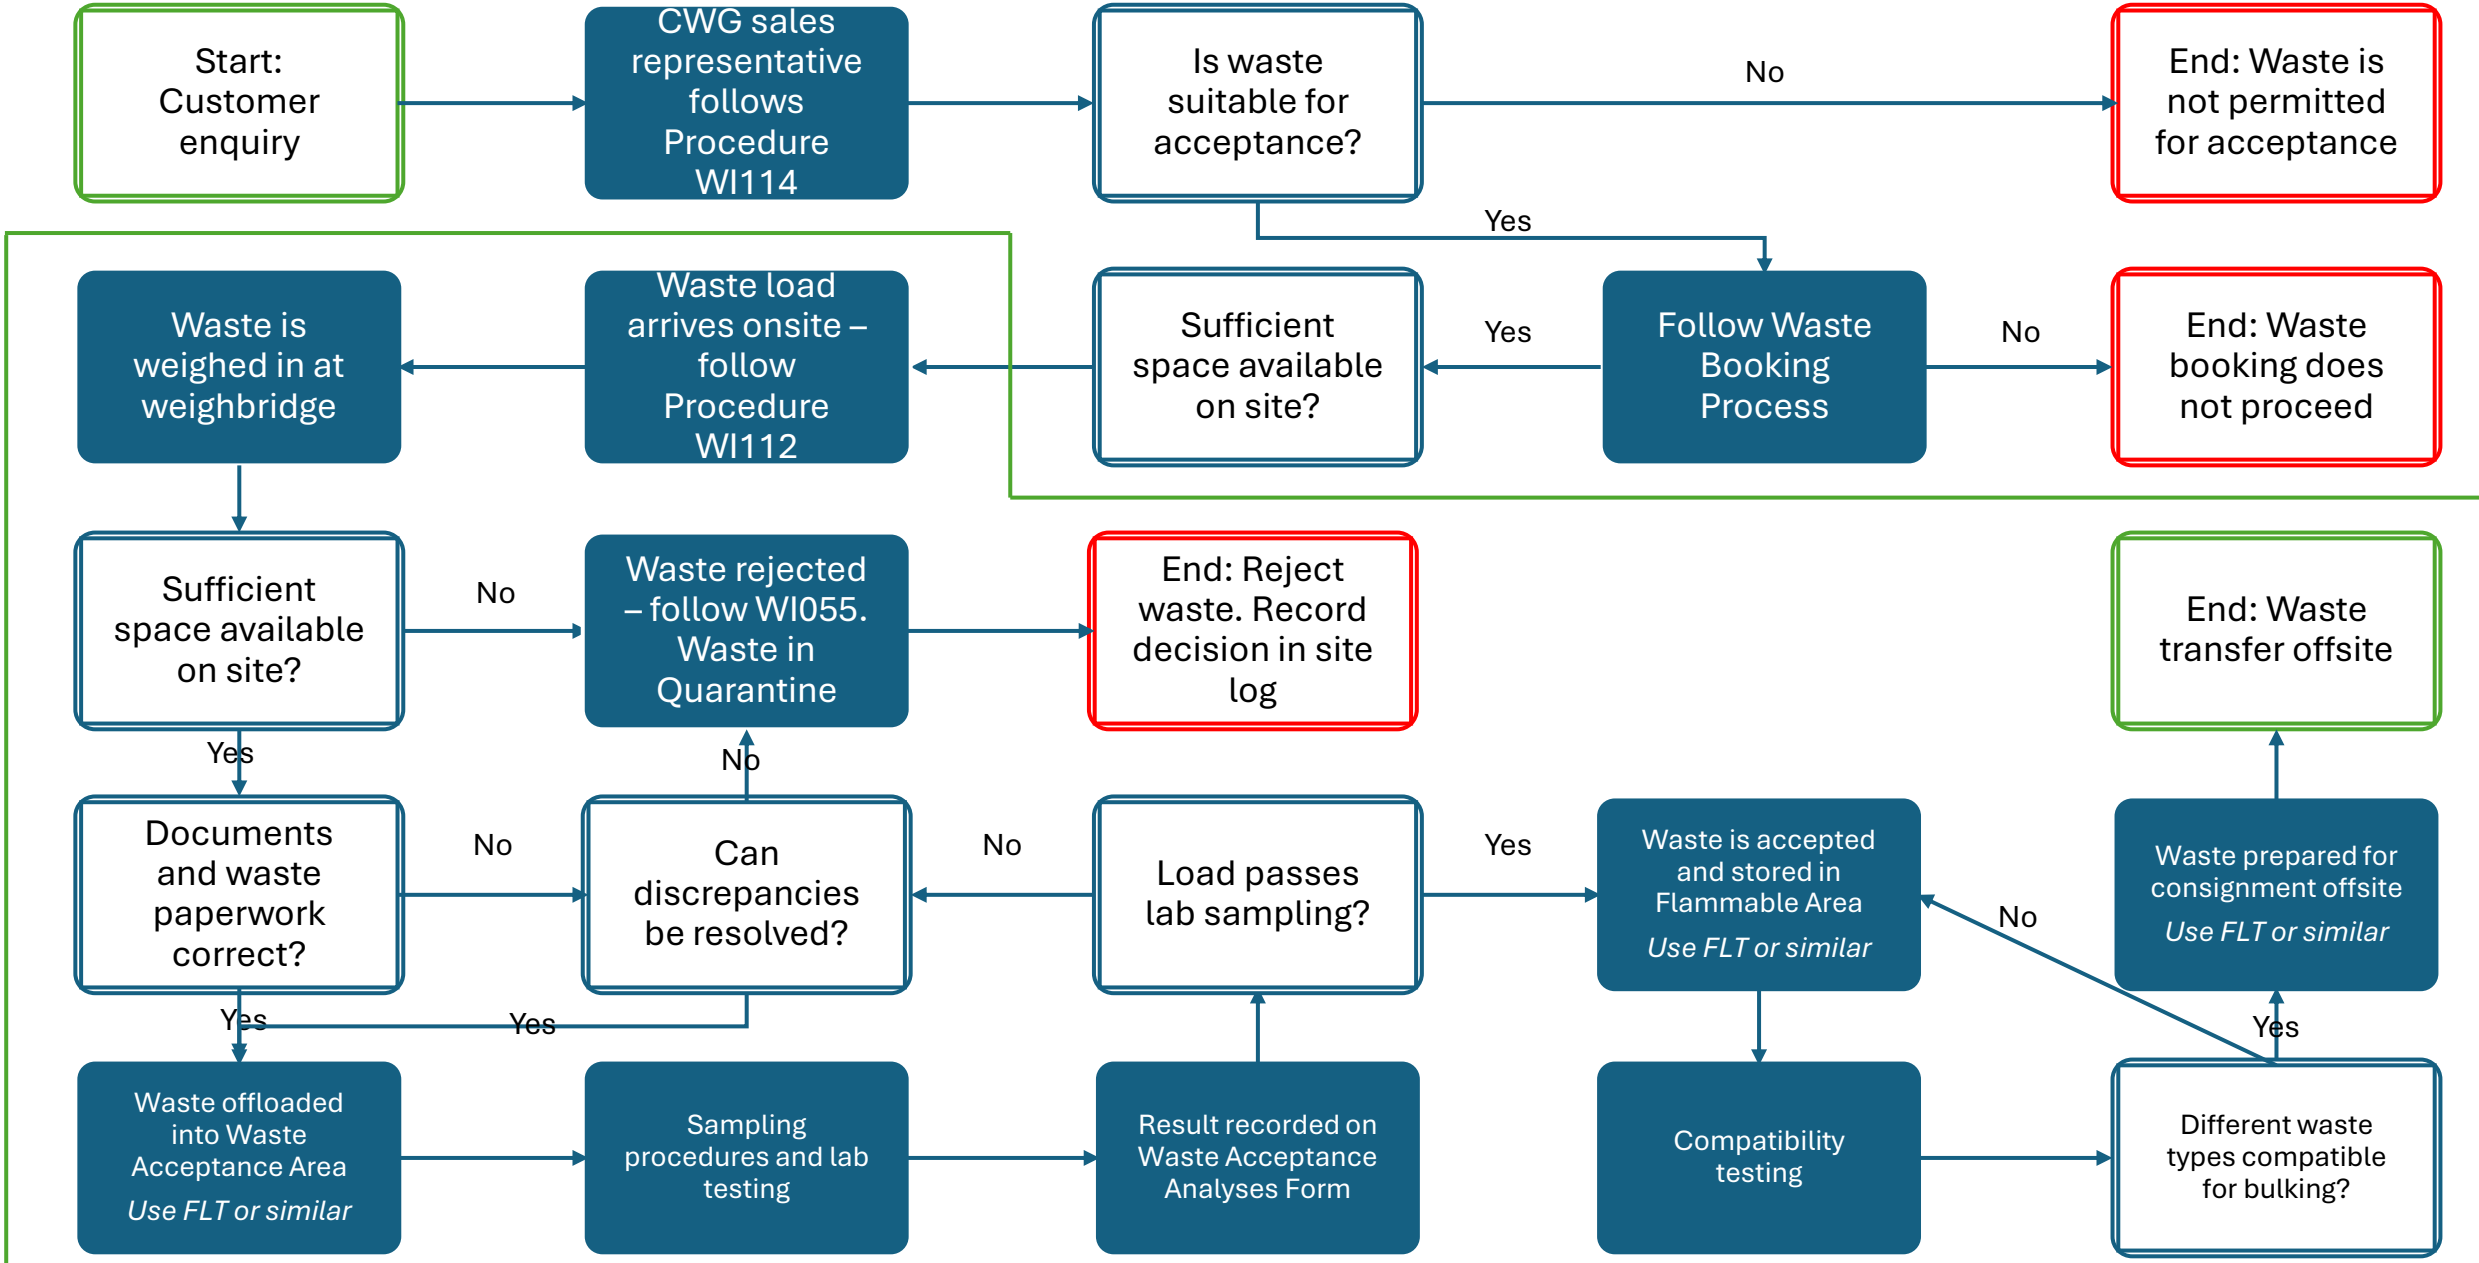 Start:
Customer
enquiry
CWG sales
representative
follows
Procedure
WI114
Is waste
suitable for
acceptance?
No
End: Waste is
not permitted
for acceptance
Yes
Waste is
weighed in at
weighbridge
Waste load
arrives onsite –
follow
Procedure
WI112
Sufficient
space available
on site?
Yes
Follow Waste
Booking
Process
No
End: Waste
booking does
not proceed
Sufficient
space available
on site?
No
Waste rejected
– follow WI055.
Waste in
Quarantine
End: Reject
waste. Record
decision in site
log
End: Waste
transfer offsite
Yes
No
Documents
and waste
paperwork
correct?
No
Can
discrepancies
be resolved?
No
Load passes
lab sampling?
Yes
Waste is accepted
and stored in
Flammable Area
Use FLT or similar
No
Waste prepared for
consignment offsite
Use FLT or similar
Yes
Yes
Yes
Waste offloaded
into Waste
Acceptance Area
Use FLT or similar
Sampling
procedures and lab
testing
Result recorded on
Waste Acceptance
Analyses Form
Compatibility
testing
Different waste
types compatible
for bulking?